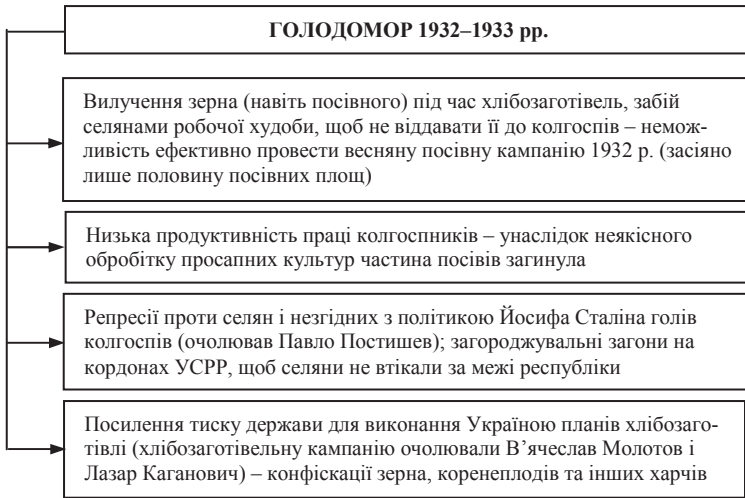 ГОЛОДОМОР 1932–1933 рр.
Вилучення зерна (навіть посівного) під час хлібозаготівель, забій
селянами робочої худоби, щоб не віддавати її до колгоспів – немож-
ливість ефективно провести весняну посівну кампанію 1932 р. (засіяно
лише половину посівних площ)
Низька продуктивність праці колгоспників – унаслідок неякісного
обробітку просапних культур частина посівів загинула
Репресії проти селян і незгідних з політикою Йосифа Сталіна голів
колгоспів (очолював Павло Постишев); загороджувальні загони на
кордонах УСРР, щоб селяни не втікали за межі республіки
Посилення тиску держави для виконання Україною планів хлібозаго-
тівлі (хлібозаготівельну кампанію очолювали В’ячеслав Молотов і
Лазар Каганович) – конфіскації зерна, коренеплодів та інших харчів